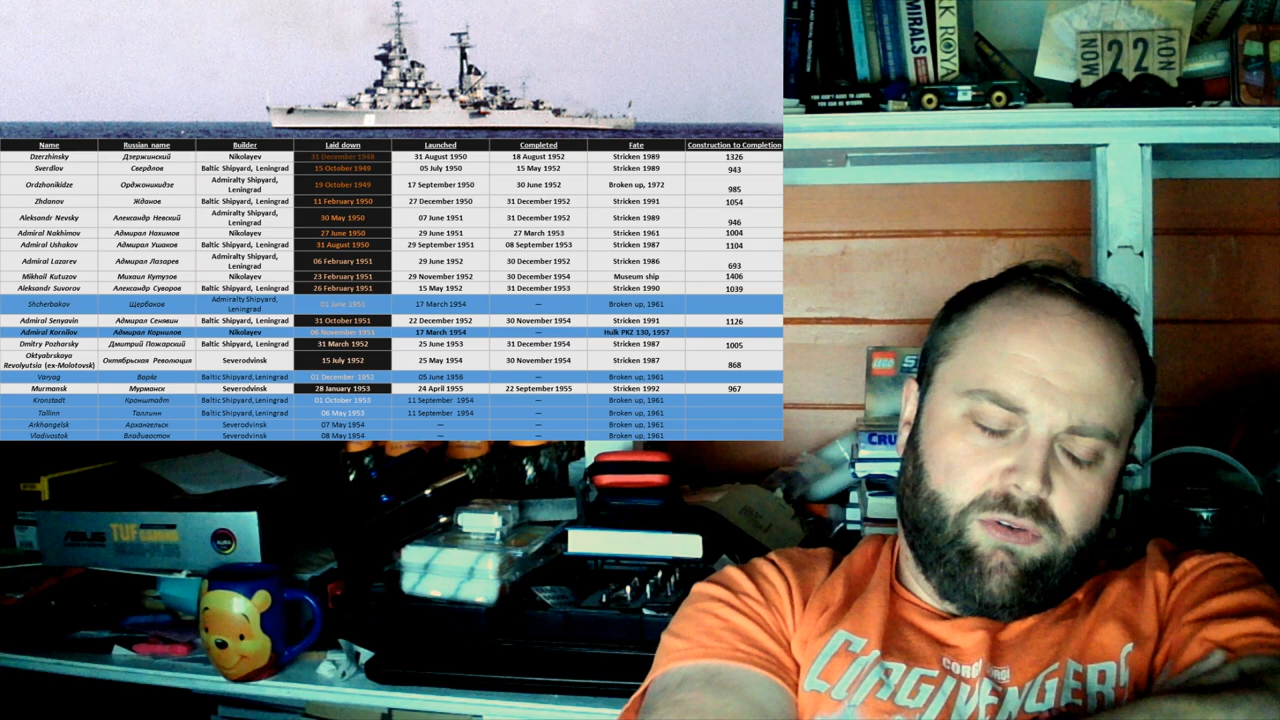 Name Russian name Builder Laid down Launched Completed Fate Construction to Completion
Dzerzhinsky Дзержинский Nikolayev 31 December 1948 31 August 1950 18 August 1952 Stricken 1989 1326
Sverdlov Свердлов Baltic Shipyard, Leningrad 15 October 1949 05 July 1950 15 May 1952 Stricken 1989 943
Ordzhonikidze Орджоникидзе Admiralty Shipyard, Leningrad 19 October 1949 17 September 1950 30 June 1952 Broken up, 1972 985
Zhdanov Жданов Baltic Shipyard, Leningrad 11 February 1950 27 December 1950 31 December 1952 Stricken 1991 1054
Aleksandr Nevsky Александр Невский Admiralty Shipyard, Leningrad 30 May 1950 07 June 1951 31 December 1952 Stricken 1989 946
Admiral Nakhimov Адмирал Нахимов Nikolayev 27 June 1950 29 June 1951 27 March 1953 Stricken 1961 1004
Admiral Ushakov Адмирал Ушаков Baltic Shipyard, Leningrad 31 August 1950 29 September 1951 08 September 1953 Stricken 1987 1104
Admiral Lazarev Адмирал Лазарев Admiralty Shipyard, Leningrad 06 February 1951 29 June 1952 30 December 1952 Stricken 1986 693
Mikhail Kutuzov Михаил Кутузов Nikolayev 23 February 1951 29 November 1952 30 December 1954 Museum ship 1406
Aleksandr Suvorov Александр Суворов Baltic Shipyard, Leningrad 26 February 1951 15 May 1952 31 December 1953 Stricken 1990 1039
Shcherbakov Щербаков Admiralty Shipyard, Leningrad 01 June 1951 17 March 1954 — Broken up, 1961
Admiral Senyavin Адмирал Сенявин Baltic Shipyard, Leningrad 31 October 1951 22 December 1952 30 November 1954 Stricken 1991 1126
Admiral Kornilov Адмирал Корнилов Nikolayev 06 November 1951 17 March 1954 — Hulk PKZ 130, 1957
Dmitry Pozharsky Дмитрий Пожарский Baltic Shipyard, Leningrad 31 March 1952 25 June 1953 31 December 1954 Stricken 1987 1005
Oktyabrskaya Revolyutsia (ex-Molotovsk) Октябрьская Революция Severodvinsk 15 July 1952 25 May 1954 30 November 1954 Stricken 1987 868
Varyag Варяг Baltic Shipyard, Leningrad 01 December 1952 05 June 1956 — Broken up, 1961
Murmansk Мурманск Severodvinsk 28 January 1953 24 April 1955 22 September 1955 Stricken 1992 967
Kronstadt Кронштадт Baltic Shipyard, Leningrad 01 October 1953 11 September 1954 — Broken up, 1961
Tallinn Таллинн Baltic Shipyard, Leningrad 06 May 1953 11 September 1954 — Broken up, 1961
Arkhangelsk Архангельск Severodvinsk 07 May 1954 — — Broken up, 1961
Vladivostok Владивосток Severodvinsk 08 May 1954 — — Broken up, 1961
NOV 22 NOV
YOU DON'T HAVE TO
YOU CAN BE
LEGO
CRU
ASUS
TUF GAMING
CORGI
CORGIVENGERS